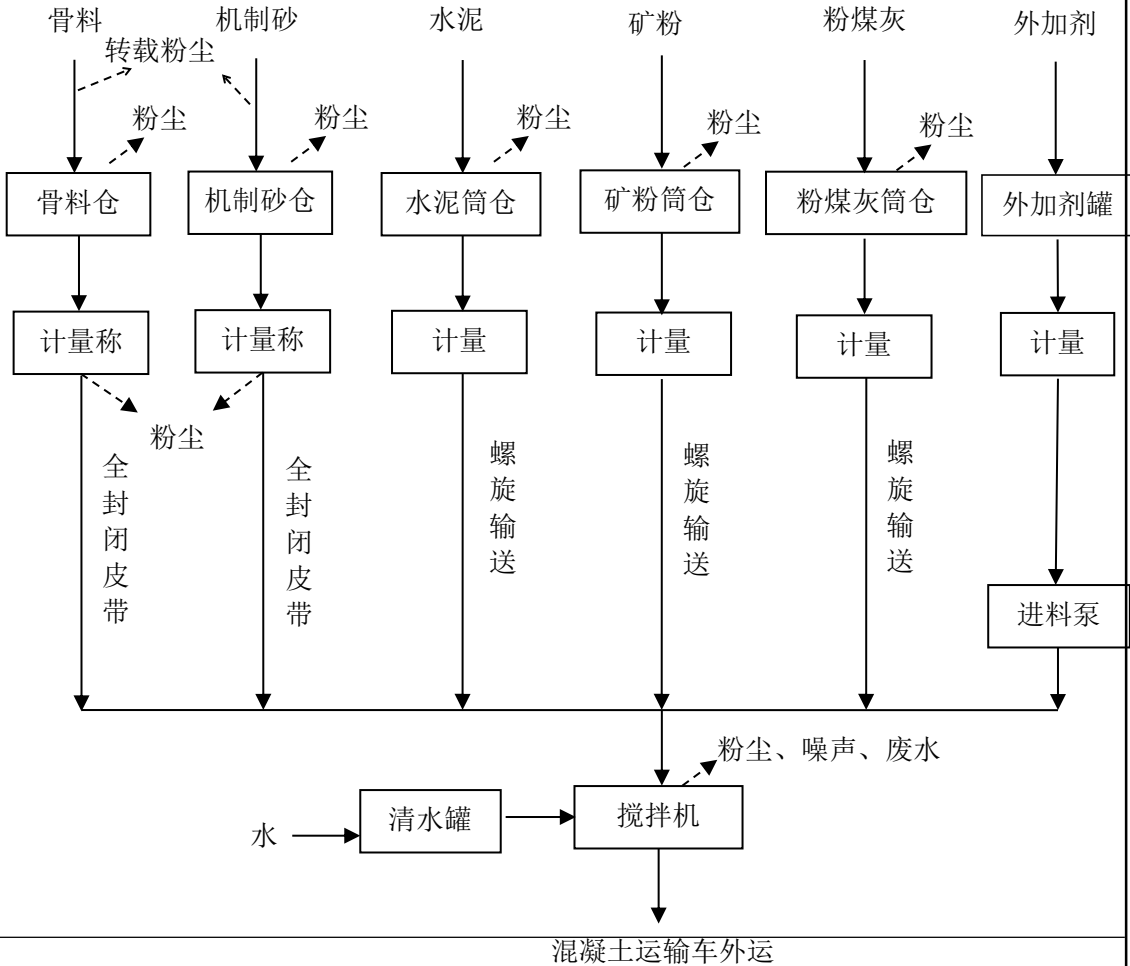 骨料
机制砂
水泥
矿粉
粉煤灰
外加剂
转载粉尘
粉尘
粉尘
粉尘
粉尘
粉尘
骨料仓
机制砂仓
水泥筒仓
矿粉筒仓
粉煤灰筒仓
外加剂罐
计量称
计量称
计量
计量
计量
计量
粉尘
全封闭皮带
全封闭皮带
螺旋输送
螺旋输送
螺旋输送
进料泵
粉尘、噪声、废水
水
清水罐
搅拌机
混凝土运输车外运